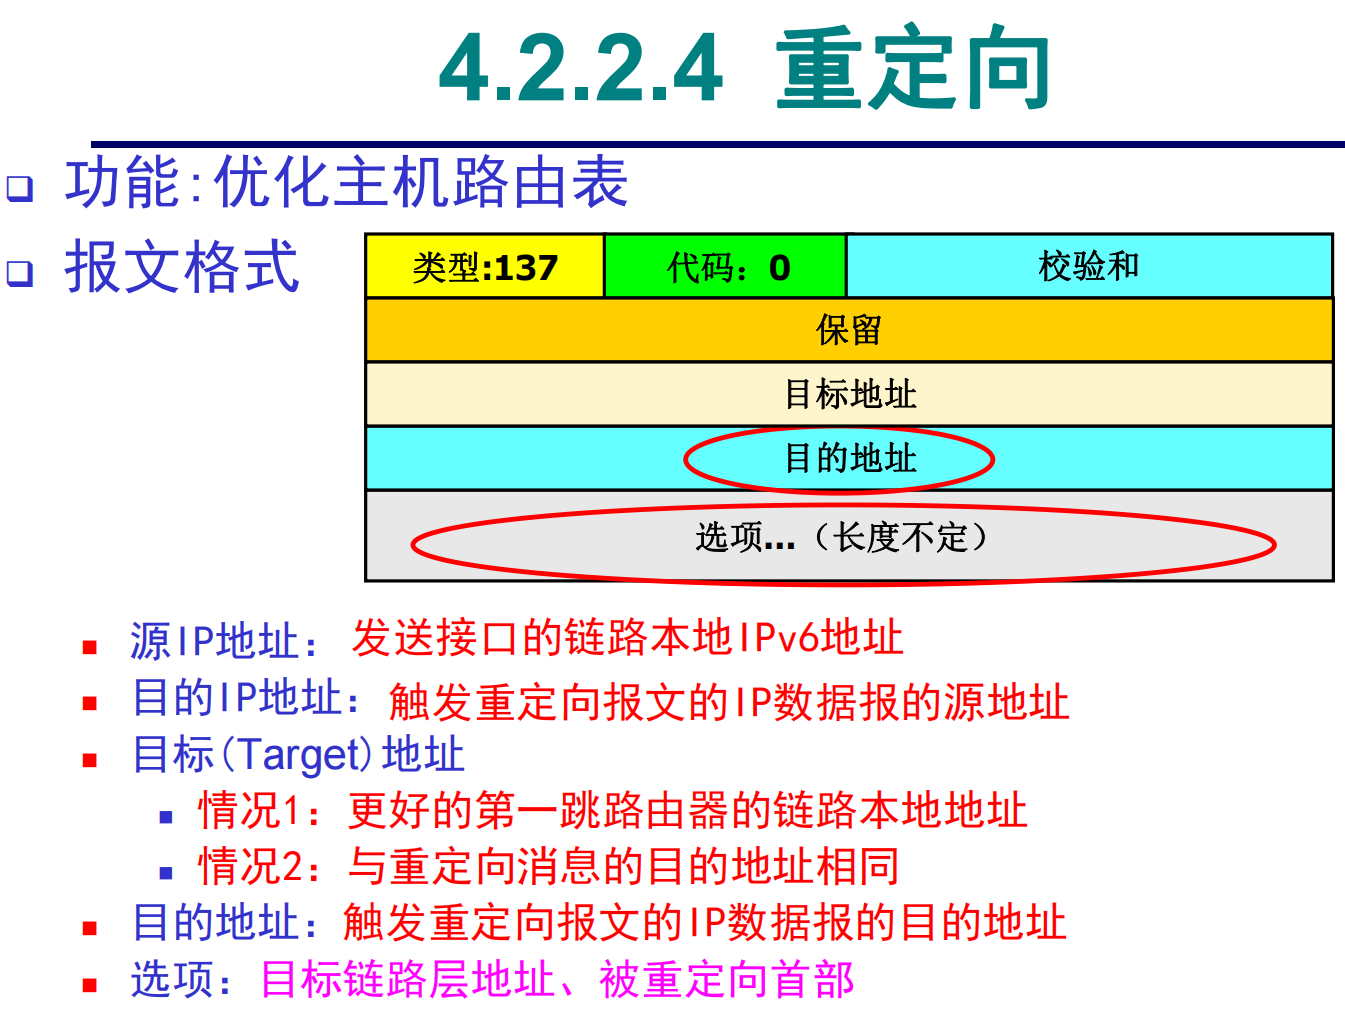 4.2.2.4 重定向
功能:优化主机路由表
报文格式
类型:137 代码：0 校验和
保留
目标地址
目的地址
选项...（长度不定）
源IP地址：发送接口的链路本地IPv6地址
目的IP地址：触发重定向报文的IP数据报的源地址
目标(Target)地址
情况1：更好的第一跳路由器的链路本地地址
情况2：与重定向消息的目的地址相同
目的地址：触发重定向报文的IP数据报的目的地址
选项：目标链路层地址、被重定向首部